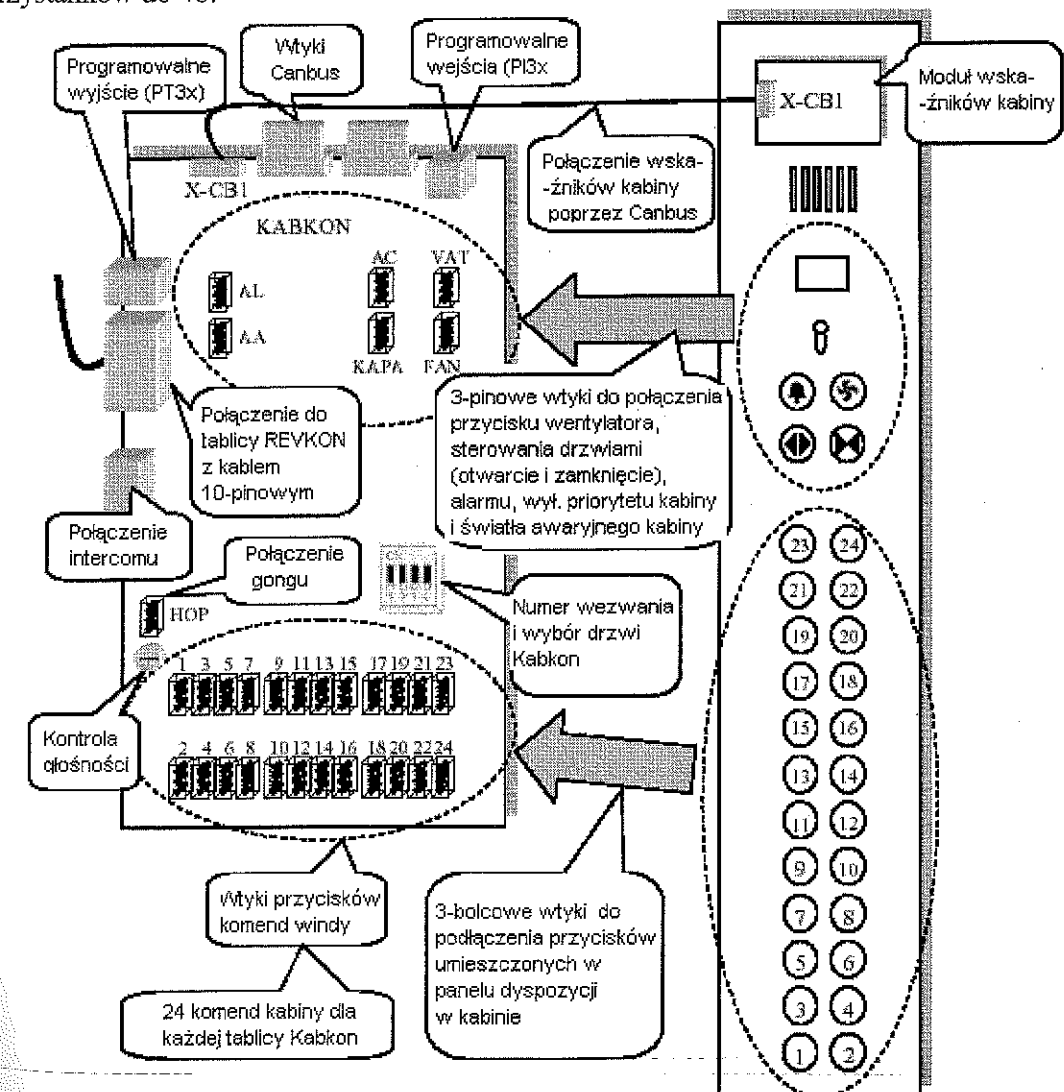 rzystanków do 48.
Programowalne
wyjście (PT3x)
Wtyki
Canbus
Programowalne
wejścia (PI3x
X-CB1
Moduł wska-
-źników kabiny
Połączenie wska-
-źników kabiny
poprzez Canbus
X-CB1
KABKON
AC VAT
AL
AA
KAPA FAN
Połączenie do
tablicy REVKON
z kablem
10-pinowym
3-pinowe wtyki do połączenia
przycisku wentylatora,
sterowania drzwiami
(otwarcie i zamknięcie),
alarmu, wył. priorytetu kabiny
i światła awaryjnego kabiny
Połączenie
intercomu
Połączenie
gongu
HOP
Numer wezwania
i wybór drzwi
Kabkon
1 3 5 7 9 11 13 15 17 19 21 23
2 4 6 8 10 12 14 16 18 20 22 24
Kontrola
głośności
Wtyki przycisków
komend windy
24 komend kabiny dla
każdej tablicy Kabkon
3-bolcowe wtyki do
podłączenia przycisków
umieszczonych w
panelu dyspozycji
w kabinie
23 24
21 22
19 20
17 18
15 16
13 14
11 12
9 10
7 8
5 6
3 4
1 2